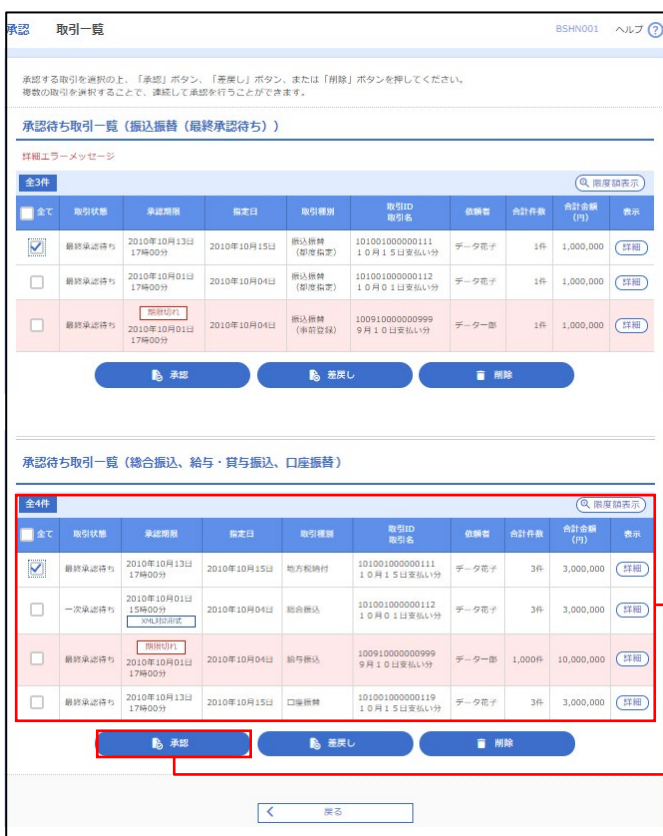 承認 取引一覧 BSHN001 ヘルプ ?
承認する取引を選択の上、「承認」ボタン、「差戻し」ボタン、または「削除」ボタンを押してください。
複数の取引を選択することで、連続して承認を行うことができます。
承認待ち取引一覧（振込振替（最終承認待ち））
詳細エラーメッセージ
全3件 限度額表示
全て 取引状態 承認期限 指定日 取引種別 取引ID 依頼者 合計件数 合計金額 表示
取引名 (円)
最終承認待ち 2010年10月13日 2010年10月15日 振込振替 101001000000111 データ花子 1件 1,000,000 詳細
17時00分 （都度指定） １０月１５日支払い分
最終承認待ち 2010年10月01日 2010年10月04日 振込振替 101001000000112 データ花子 1件 1,000,000 詳細
17時00分 （都度指定） １０月０１日支払い分
期限切れ
最終承認待ち 2010年10月01日 2010年10月04日 振込振替 100910000000999 データ一郎 1件 1,000,000 詳細
17時00分 （事前登録） ９月１０日支払い分
承認 差戻し 削除
承認待ち取引一覧（総合振込、給与・賞与振込、口座振替）
全4件 限度額表示
全て 取引状態 承認期限 指定日 取引種別 取引ID 依頼者 合計件数 合計金額 表示
取引名 (円)
最終承認待ち 2010年10月13日 2010年10月15日 地方税納付 101001000000111 データ花子 3件 3,000,000 詳細
17時00分 １０月１５日支払い分
一次承認待ち 2010年10月01日 2010年10月04日 総合振込 101001000000112 データ花子 3件 3,000,000 詳細
15時00分 １０月０１日支払い分
XML対応形式
期限切れ
最終承認待ち 2010年10月01日 2010年10月04日 給与振込 100910000000999 データ一郎 1,000件 10,000,000 詳細
17時00分 ９月１０日支払い分
最終承認待ち 2010年10月13日 2010年10月15日 口座振替 101001000000119 データ花子 3件 3,000,000 詳細
17時00分 １０月１５日支払い分
承認 差戻し 削除
戻る